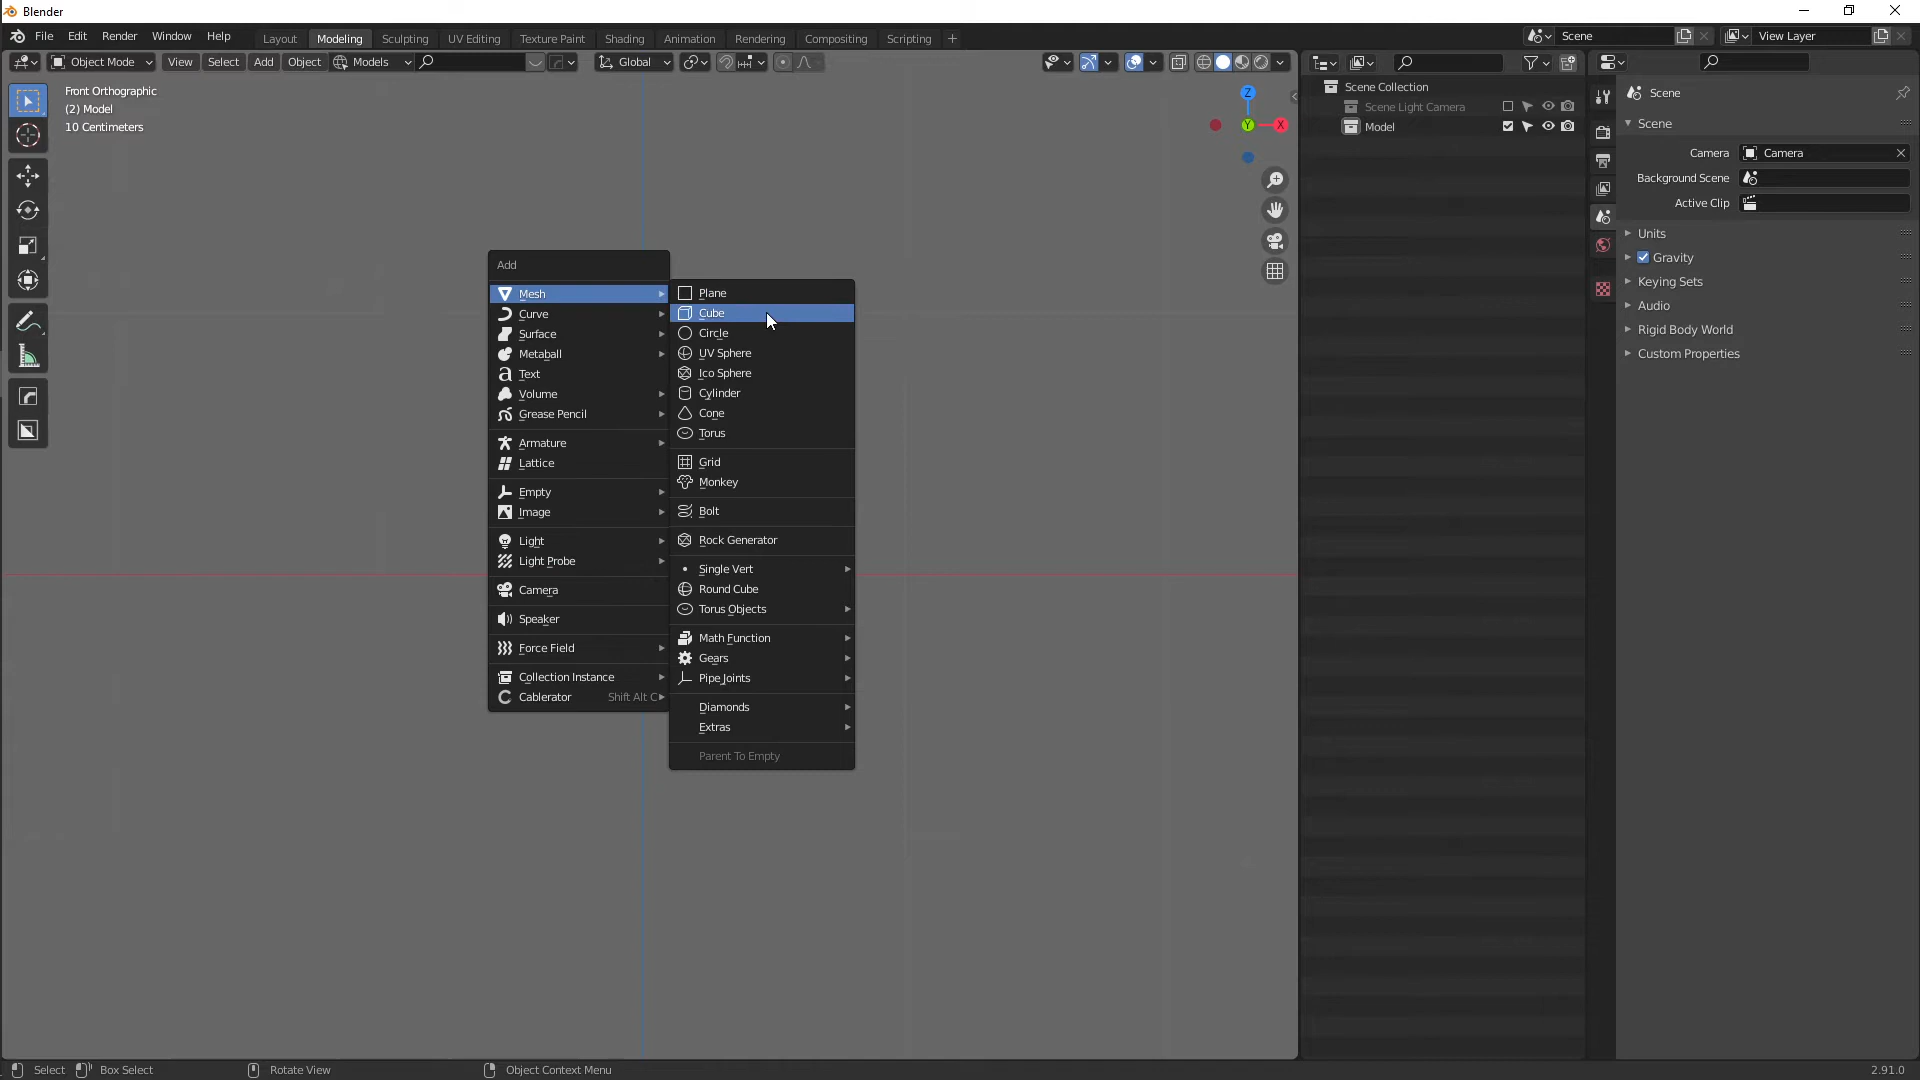 Blender
File Edit Render Window Help Layout Modeling Sculpting UV Editing Texture Paint Shading Animation Rendering Compositing Scripting + Scene View Layer
Object Mode View Select Add Object Models Global
Front Orthographic
(2) Model
10 Centimeters
Z
Y
X
Add
Mesh
Curve
Surface
Metaball
Text
Volume
Grease Pencil
Armature
Lattice
Empty
Image
Light
Light Probe
Camera
Speaker
Force Field
Collection Instance
Cablerator Shift Alt C
Plane
Cube
Circle
UV Sphere
Ico Sphere
Cylinder
Cone
Torus
Grid
Monkey
Bolt
Rock Generator
Single Vert
Round Cube
Torus Objects
Math Function
Gears
Pipe Joints
Diamonds
Extras
Parent To Empty
Scene Collection
Scene Light Camera
Model
Scene
Scene
Camera Camera
Background Scene
Active Clip
Units
Gravity
Keying Sets
Audio
Rigid Body World
Custom Properties
Select Box Select Rotate View Object Context Menu 2.91.0